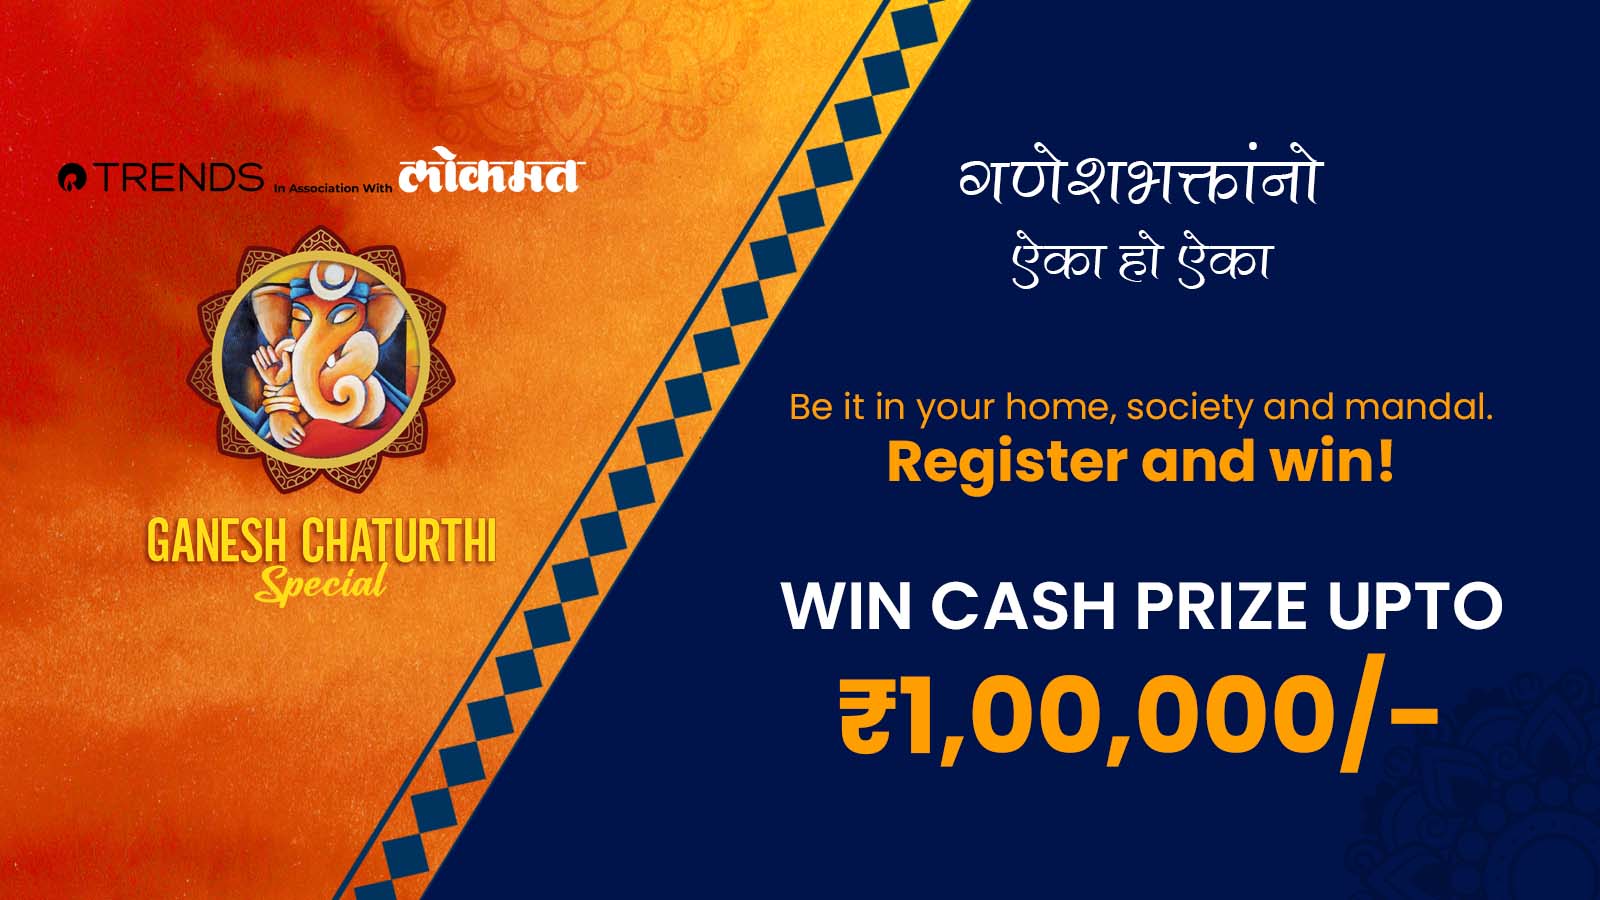 TRENDS In Association With लोकमत
GANESH CHATURTHI
Special
गणेशभक्तांनो
ऐका हो ऐका
Be it in your home, society and mandal.
Register and win!
WIN CASH PRIZE UPTO
₹1,00,000/-